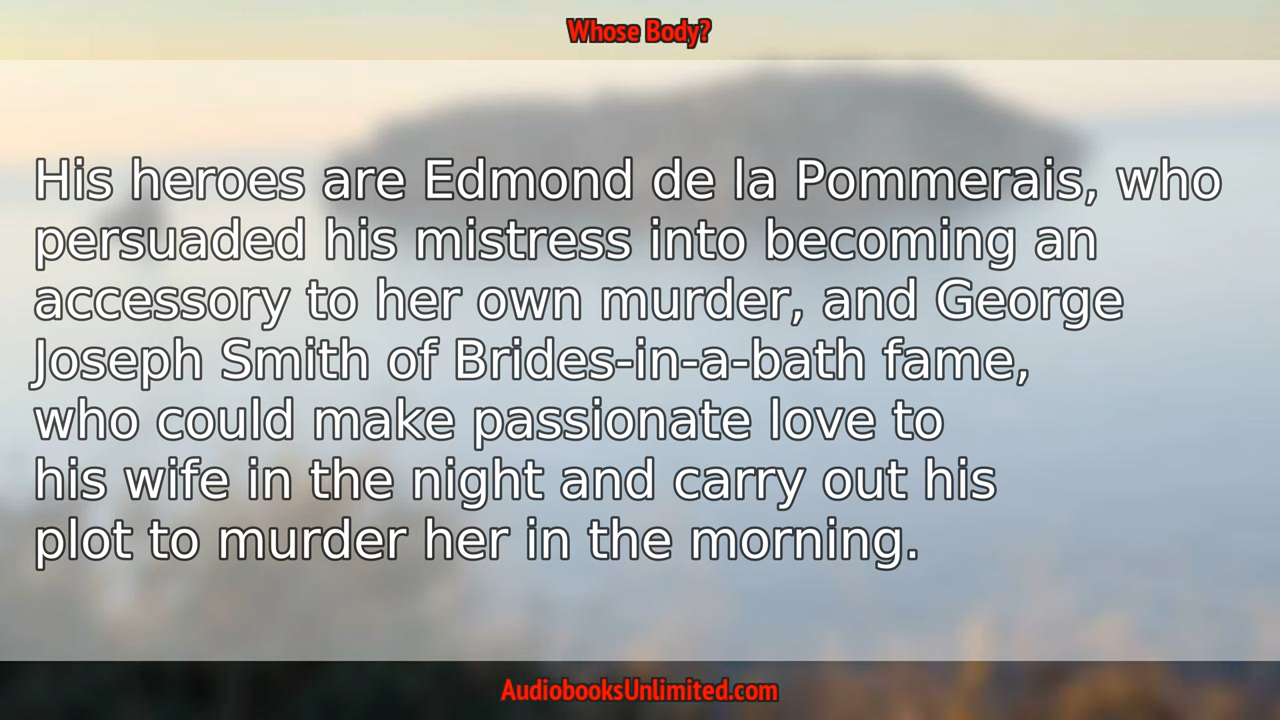 Whose Body?
His heroes are Edmond de la Pommerais, who
persuaded his mistress into becoming an
accessory to her own murder, and George
Joseph Smith of Brides-in-a-bath fame,
who could make passionate love to
his wife in the night and carry out his
plot to murder her in the morning.
AudiobooksUnlimited.com